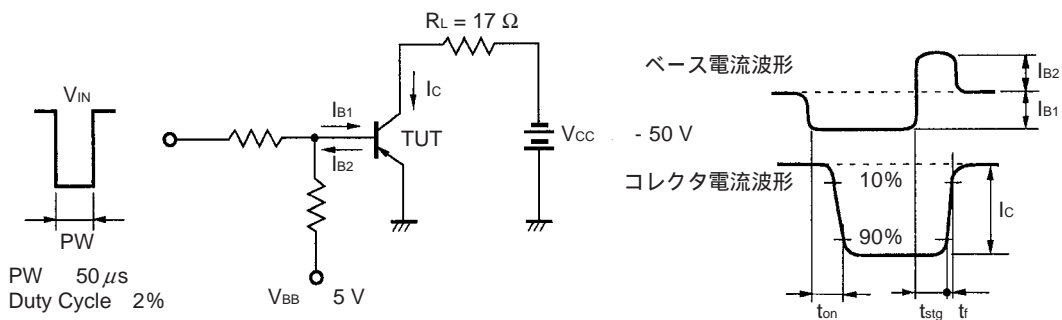 RL = 17 Ω
VIN
IB1
IC
TUT
IB2
VCC - 50 V
PW
PW 50 μs
Duty Cycle 2%
VBB 5 V
ベース電流波形
IB2
IB1
コレクタ電流波形
10%
90%
IC
ton
tstg
tf